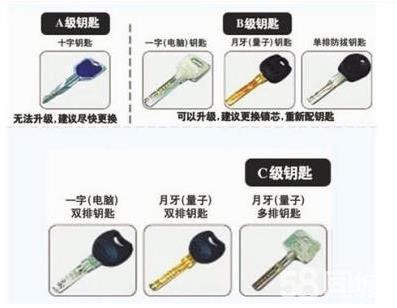 A级钥匙
B级钥匙
十字钥匙
一字(电脑)钥匙
月牙(量子)钥匙
单排防拔钥匙
无法升级,建议尽快更换
可以升级,建议更换锁芯,重新配钥匙
C级钥匙
一字(电脑)
双排钥匙
月牙(量子)
双排钥匙
月牙(量子)
多排钥匙
58同城